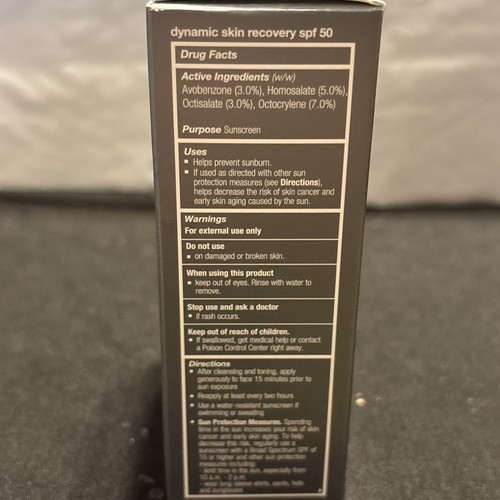 dynamic skin recovery spf 50
Drug Facts
Active Ingredients (w/w)
Avobenzone (3.0%), Homosalate (5.0%),
Octisalate (3.0%), Octocrylene (7.0%)
Purpose Sunscreen
Uses
▪ Helps prevent sunburn.
▪ If used as directed with other sun
protection measures (see Directions),
helps decrease the risk of skin cancer and
early skin aging caused by the sun.
Warnings
For external use only
Do not use
▪ on damaged or broken skin.
When using this product
▪ keep out of eyes. Rinse with water to
remove.
Stop use and ask a doctor
▪ if rash occurs.
Keep out of reach of children.
▪ If swallowed, get medical help or contact
a Poison Control Center right away.
Directions
▪ After cleansing and toning, apply
generously to face 15 minutes prior to
sun exposure
▪ Reapply at least every two hours
▪ Use a water-resistant sunscreen if
swimming or sweating
▪ Sun Protection Measures. Spending
time in the sun increases your risk of skin
cancer and early skin aging. To help
decrease this risk, regularly use a
sunscreen with a Broad Spectrum SPF of
15 or higher and other sun protection
measures including:
- limit time in the sun, especially from
10 a.m. - 2 p.m.
- wear long-sleeve shirts, pants, hats
and sunglasses